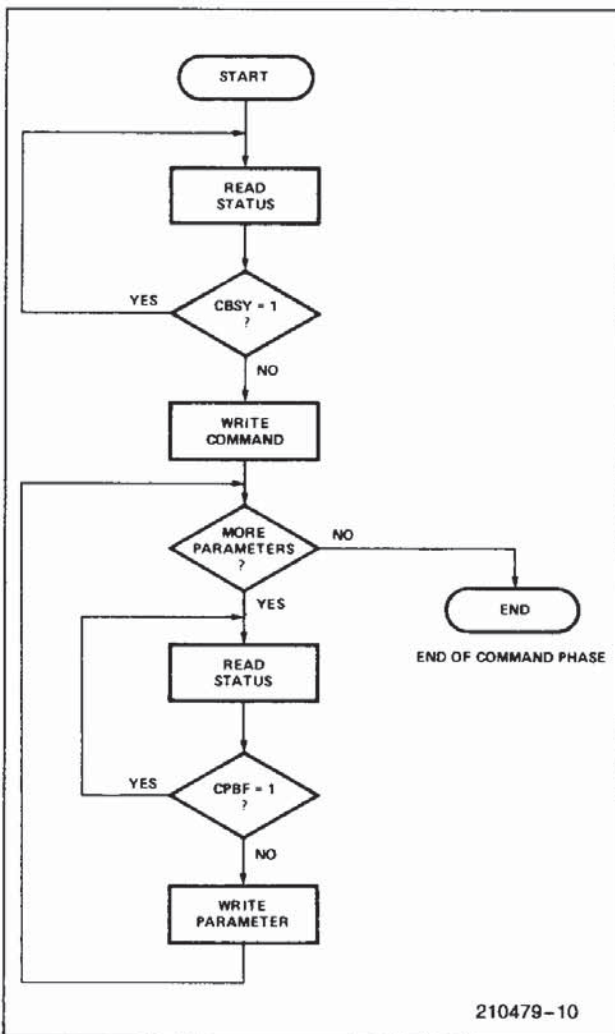 START
READ
STATUS
YES
CBSY = 1
?
NO
WRITE
COMMAND
MORE
PARAMETERS
?
NO
YES
END
END OF COMMAND PHASE
READ
STATUS
YES
CPBF = 1
?
NO
WRITE
PARAMETER
210479-10